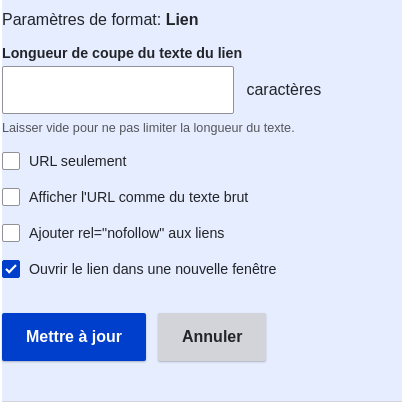 Paramètres de format: Lien
Longueur de coupe du texte du lien
caractères
Laisser vide pour ne pas limiter la longueur du texte.
URL seulement
Afficher l'URL comme du texte brut
Ajouter rel="nofollow" aux liens
Ouvrir le lien dans une nouvelle fenêtre
Mettre à jour Annuler